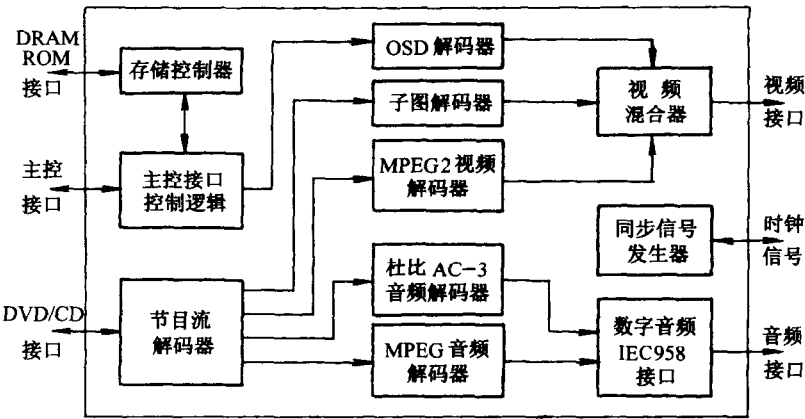 DRAM
ROM
接口
存储控制器
OSD 解码器
子图解码器
视 频
混合器
视频
接口
主控
接口
主控接口
控制逻辑
MPEG2 视频
解码器
同步信号
发生器
时钟
信号
DVD/CD
接口
节目流
解码器
杜比 AC-3
音频解码器
MPEG 音频
解码器
数字音频
IEC958
接口
音频
接口